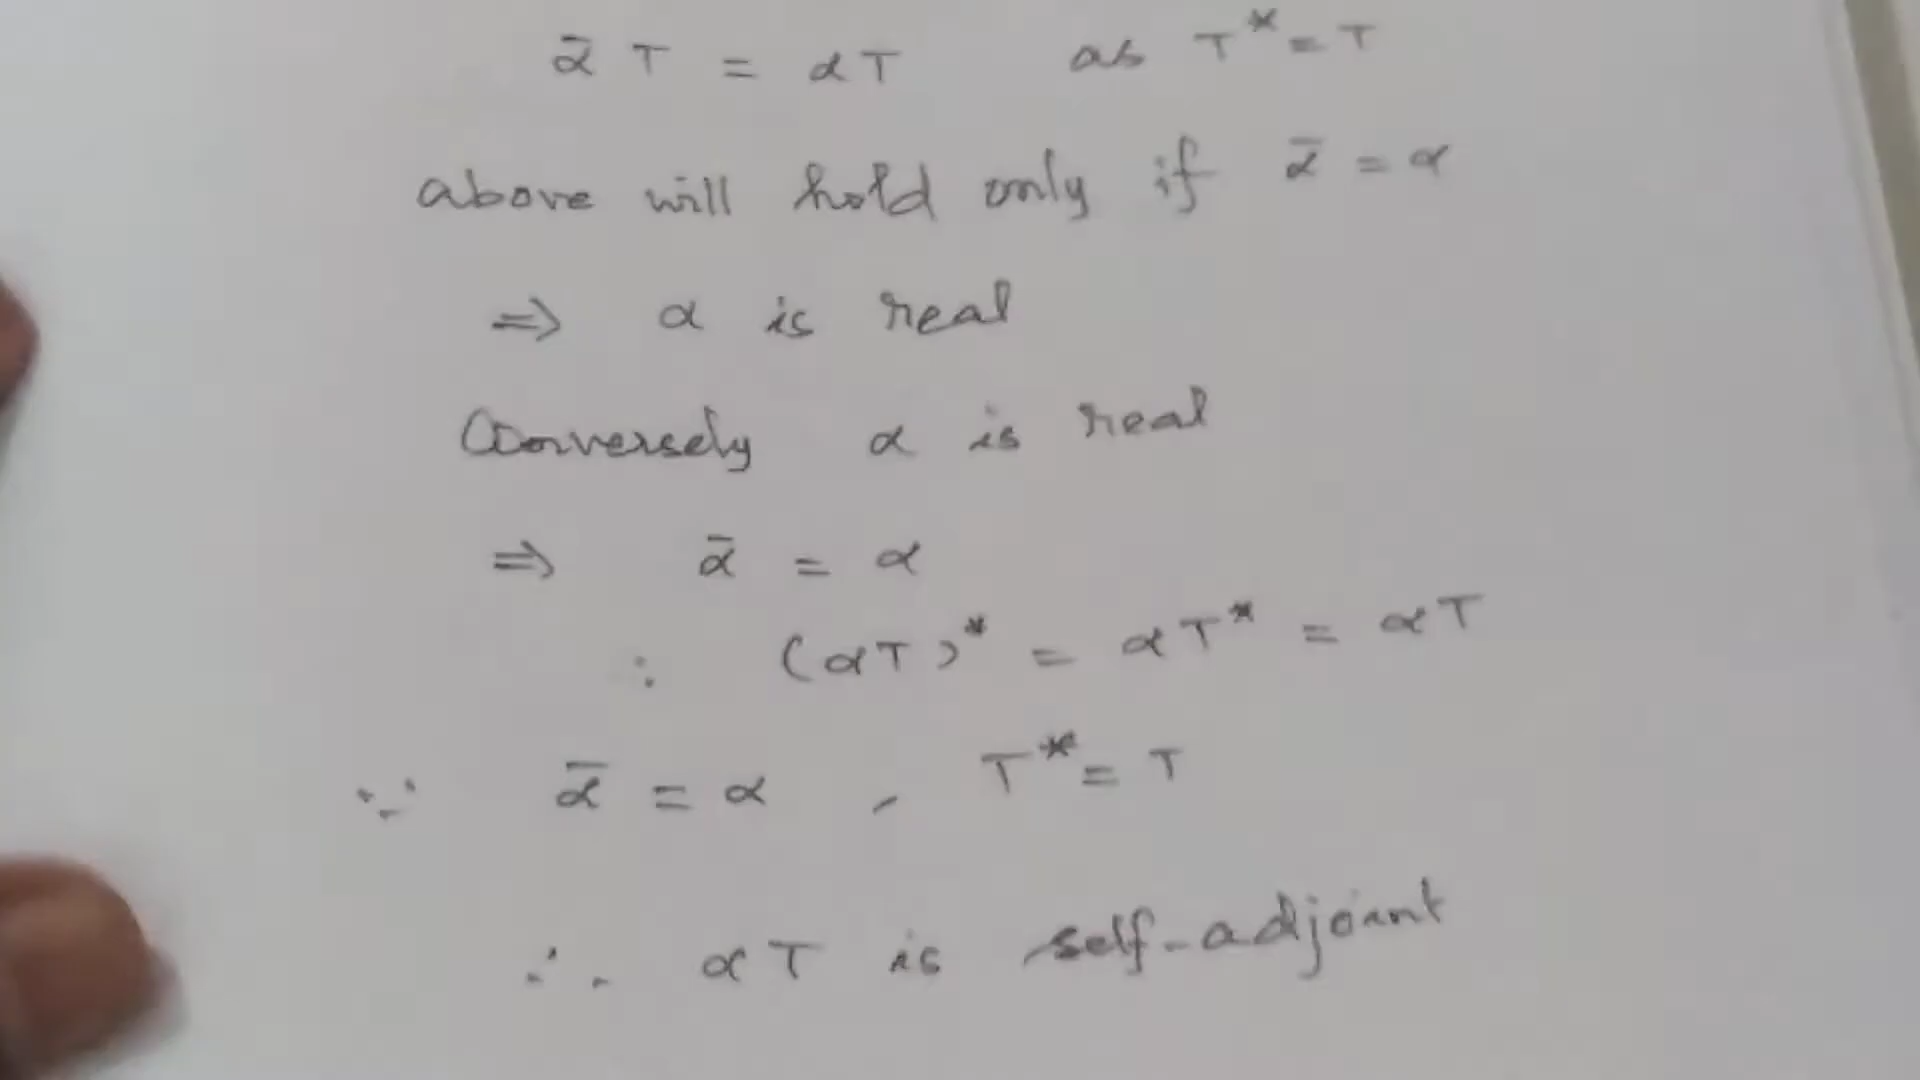 ᾱ T = α T as T* = T
above will hold only if ᾱ = α
⇒ α is real
Conversely α is real
⇒ ᾱ = α
∴ (αT)* = αT* = αT
∵ ᾱ = α , T* = T
∴ αT is self-adjoint